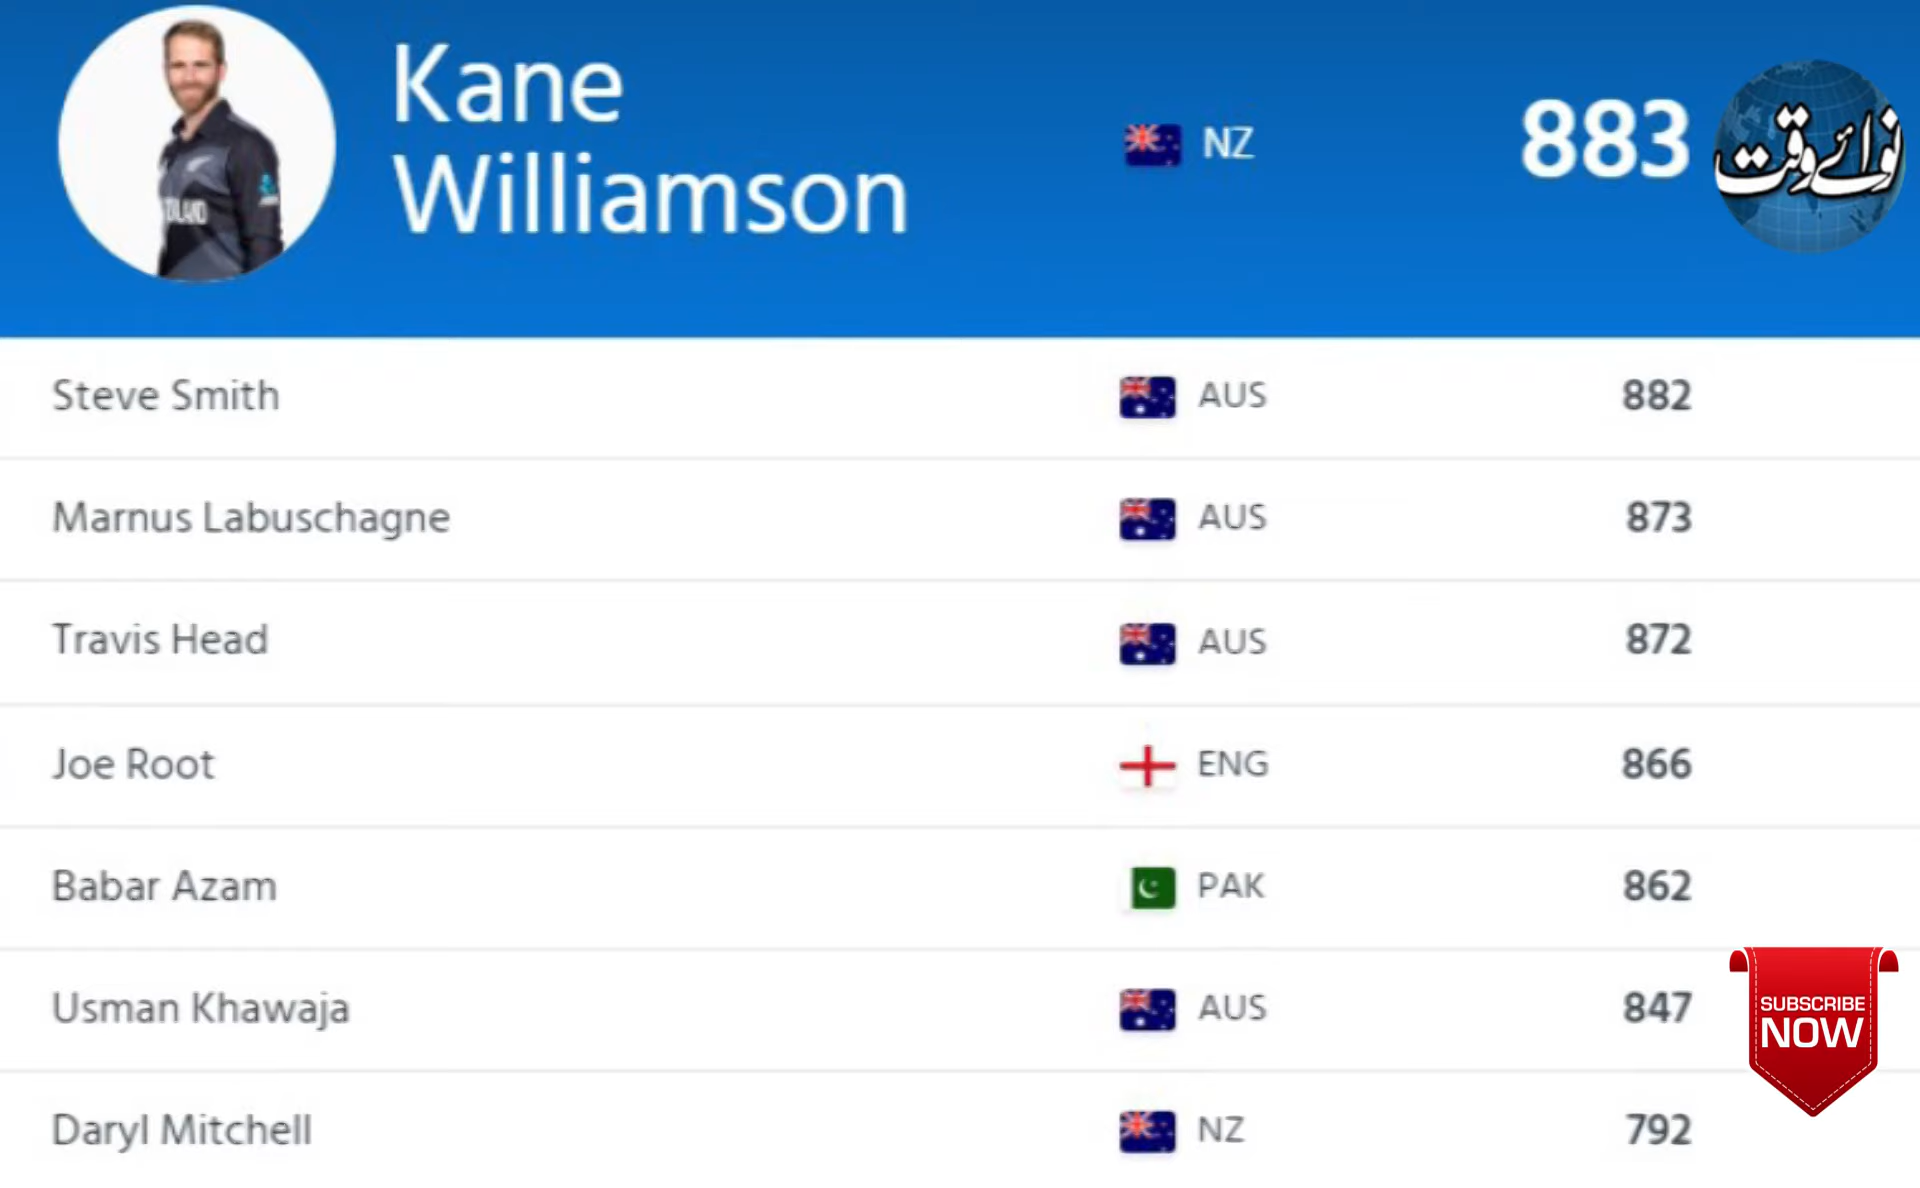 Kane
Williamson
NZ
883
نوائے وقت
Steve Smith AUS 882
Marnus Labuschagne AUS 873
Travis Head AUS 872
Joe Root ENG 866
Babar Azam PAK 862
Usman Khawaja AUS 847
SUBSCRIBE
NOW
Daryl Mitchell NZ 792